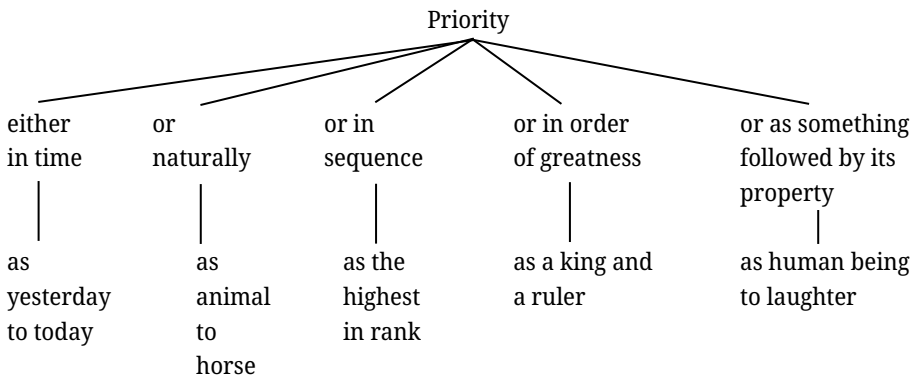 Priority
either
in time
or
naturally
or in
sequence
or in order
of greatness
or as something
followed by its
property
as
yesterday
to today
as
animal
to
horse
as the
highest
in rank
as a king and
a ruler
as human being
to laughter